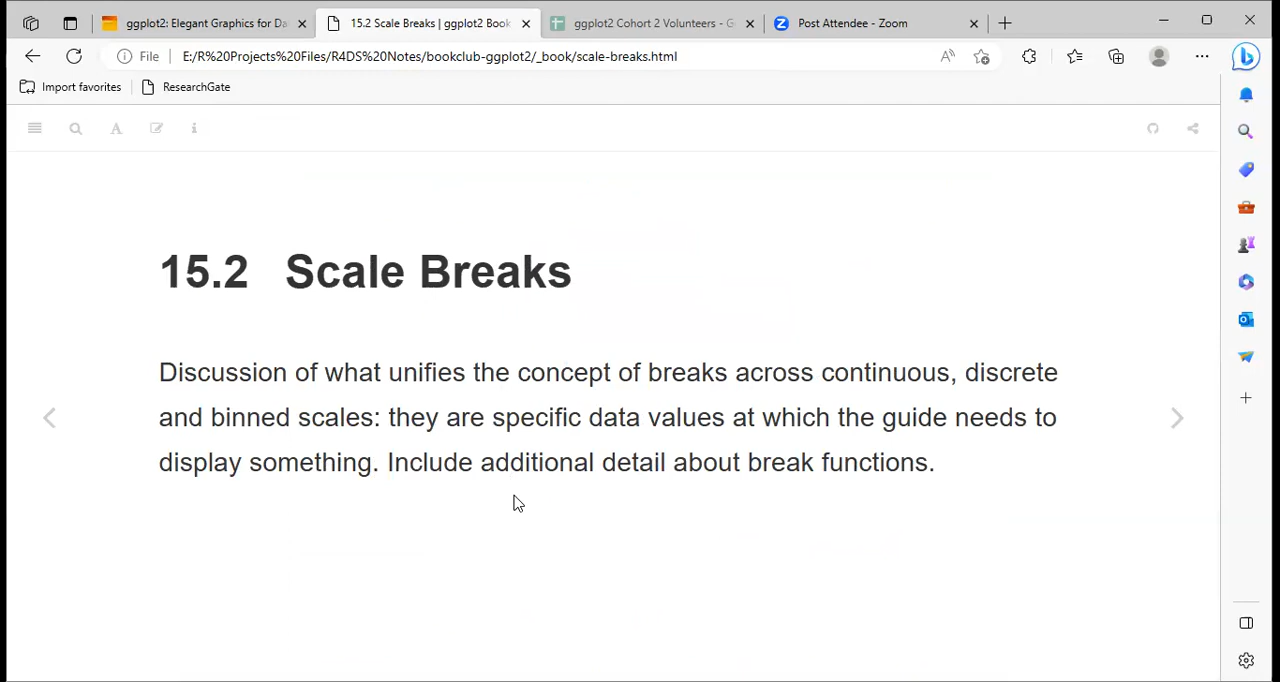 ggplot2: Elegant Graphics for Da
15.2 Scale Breaks | ggplot2 Book
ggplot2 Cohort 2 Volunteers - G
Post Attendee - Zoom
File
E:/R%20Projects%20Files/R4DS%20Notes/bookclub-ggplot2/_book/scale-breaks.html
Import favorites
ResearchGate
15.2 Scale Breaks
Discussion of what unifies the concept of breaks across continuous, discrete
and binned scales: they are specific data values at which the guide needs to
display something. Include additional detail about break functions.